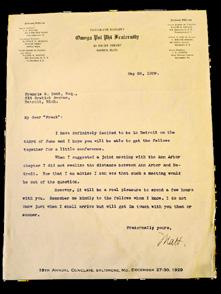 Omega Psi Phi Fraternity
May 28, 1929.
Francis M. Dent, Esq.,
Gratiot Avenue,
Detroit, Mich.
My dear "Frank":
I have definitely decided to be in Detroit on the
third of June and I hope you will be able to get the fellows
together for a little conference.
When I suggested a joint meeting with the Ann Arbor
chapter I did not realize the distance between Ann Arbor and De-
troit. Now that I am wiser I see that such a meeting would
be out of the question.
However, it will be a real pleasure to spend a few hours
with you. Remember me kindly to the fellows whom I know. I do not
know just when I shall arrive but will get in touch with you then or
sooner.
Fraternally yours,
Matt.
18TH ANNUAL CONCLAVE, BALTIMORE, MD., DECEMBER 27-30, 1929